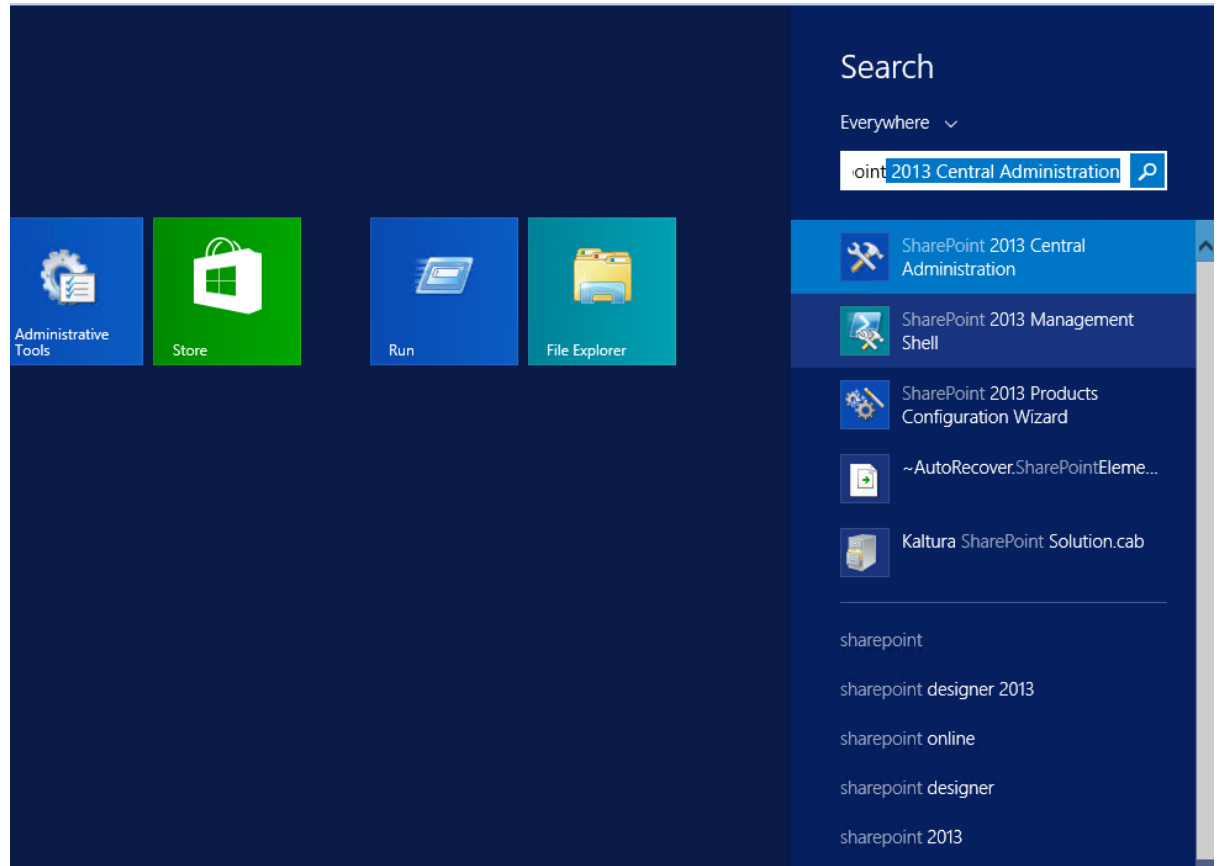 Search
Everywhere
oint 2013 Central Administration
SharePoint 2013 Central
Administration
SharePoint 2013 Management
Shell
SharePoint 2013 Products
Configuration Wizard
~AutoRecover.SharePointEleme...
Kaltura SharePoint Solution.cab
sharepoint
sharepoint designer 2013
sharepoint online
sharepoint designer
sharepoint 2013
Administrative
Tools
Store
Run
File Explorer